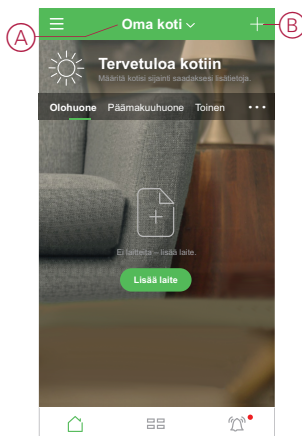 A
Oma koti
B
Tervetuloa kotiin
Määritä kotisi sijainti saadaksesi lisätietoja.
Olohuone Päämakuuhuone Toinen
Ei laitteita – lisää laite.
Lisää laite